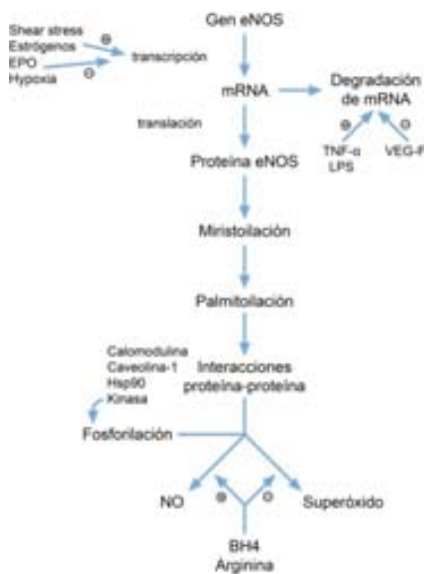 Gen eNOS
Shear stress
Estrógenos
EPO
Hypoxia
⊕
⊖
transcripción
mRNA
Degradación
de mRNA
translación
⊕
⊖
TNF-α
LPS
VEG-F
Proteína eNOS
Miristoilación
Palmitoilación
Calomodulina
Caveolina-1
Hsp90
Kinasa
Interacciones
proteína-proteína
Fosforilación
NO
⊕
⊖
Superóxido
BH4
Arginina